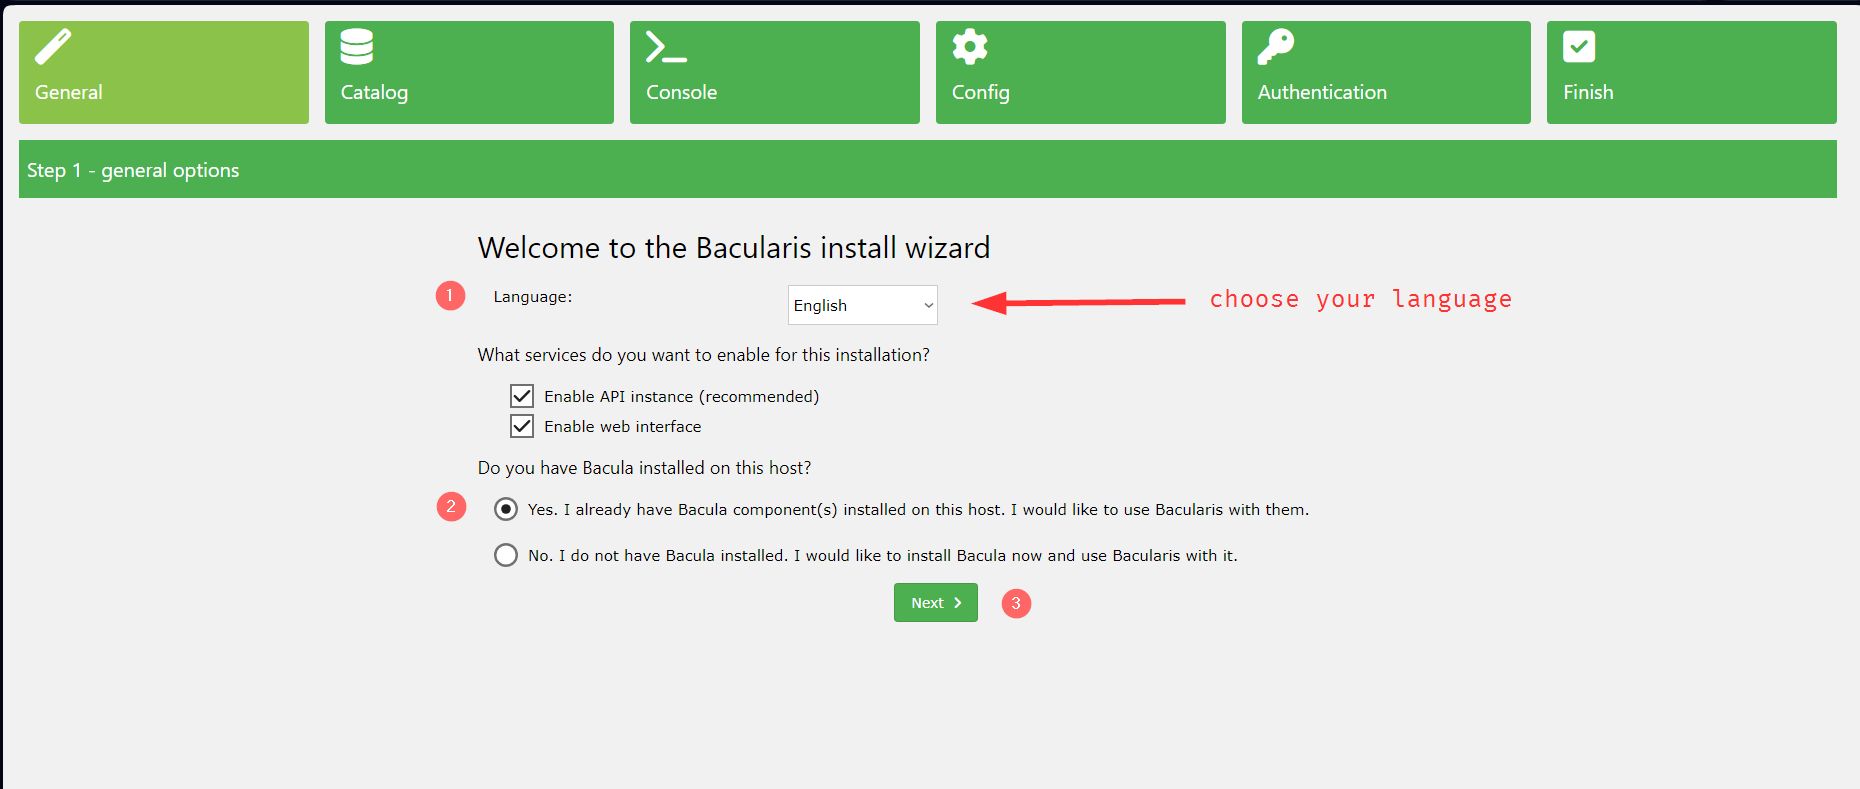 General
Catalog
Console
Config
Authentication
Finish
Step 1 - general options
Welcome to the Bacularis install wizard
1 Language: English choose your language
What services do you want to enable for this installation?
Enable API instance (recommended)
Enable web interface
Do you have Bacula installed on this host?
2 Yes. I already have Bacula component(s) installed on this host. I would like to use Bacularis with them.
No. I do not have Bacula installed. I would like to install Bacula now and use Bacularis with it.
Next 3